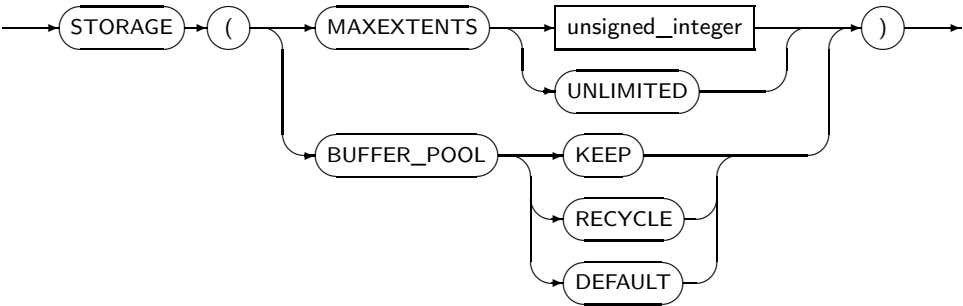 STORAGE ( MAXEXTENTS unsigned_integer )
UNLIMITED
BUFFER_POOL KEEP
RECYCLE
DEFAULT